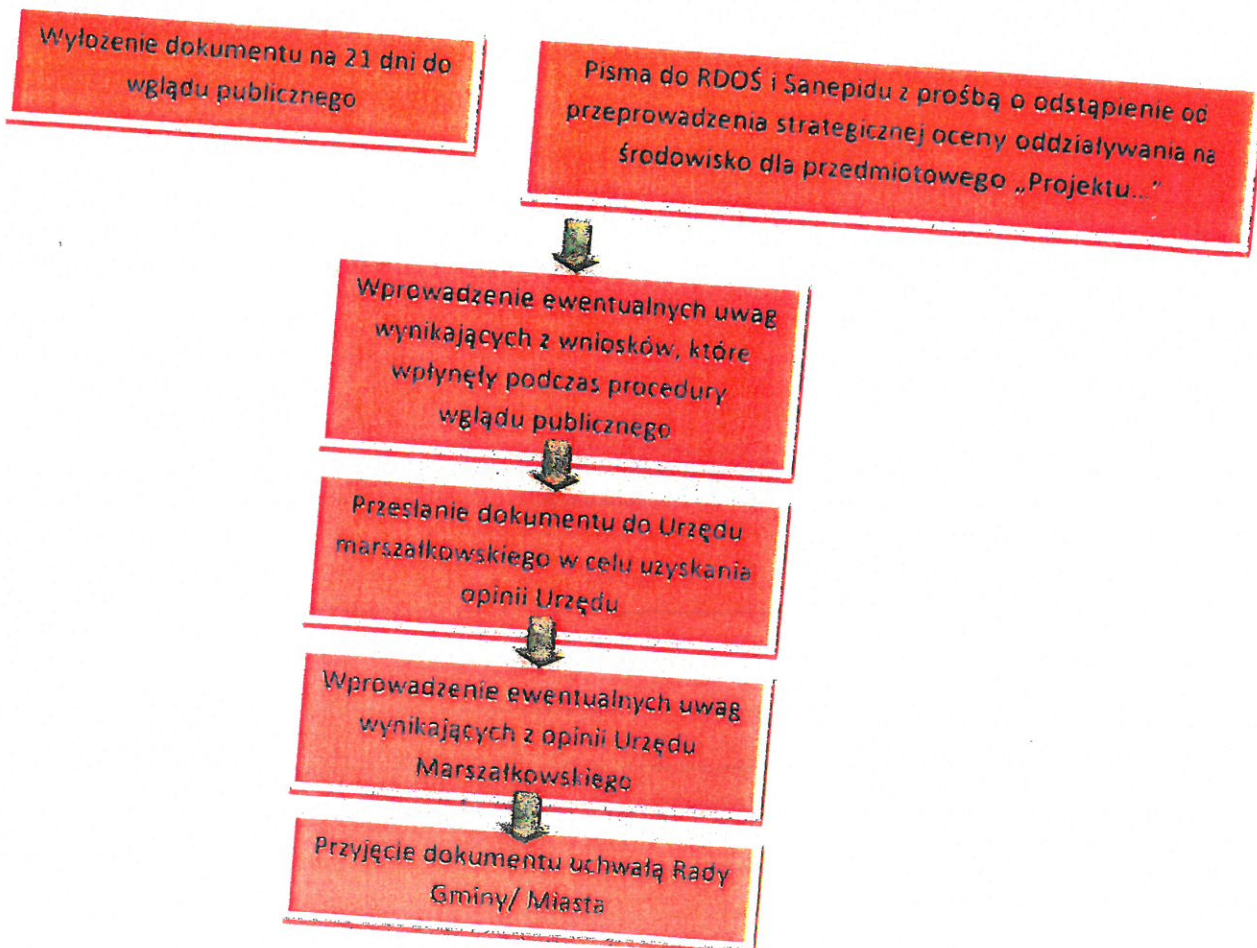 Wyłożenie dokumentu na 21 dni do
wglądu publicznego
Pisma do RDOŚ i Sanepidu z prośbą o odstąpienie od
przeprowadzenia strategicznej oceny oddziaływania na
środowisko dla przedmiotowego „Projektu...”
Wprowadzenie ewentualnych uwag
wynikających z wniosków, które
wpłynęły podczas procedury
wglądu publicznego
Przesłanie dokumentu do Urzędu
marszałkowskiego w celu uzyskania
opinii Urzędu
Wprowadzenie ewentualnych uwag
wynikających z opinii Urzędu
Marszałkowskiego
Przyjęcie dokumentu uchwałą Rady
Gminy/ Miasta